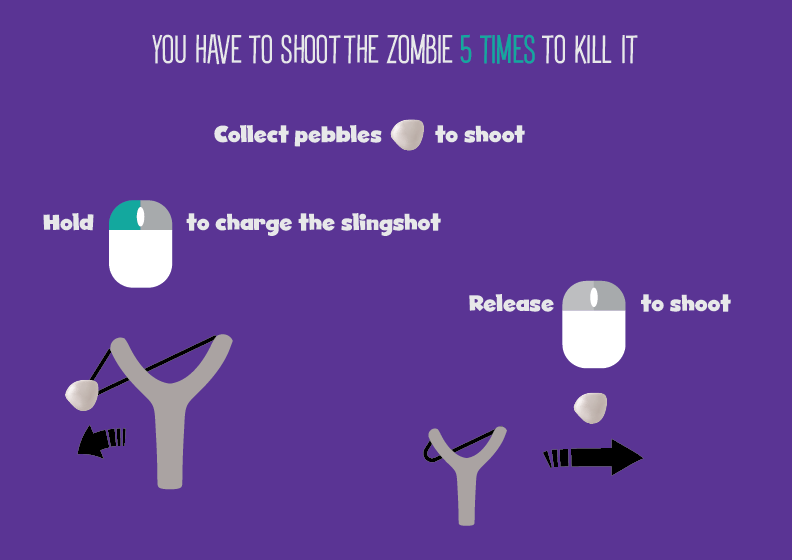 YOU HAVE TO SHOOT THE ZOMBIE 5 TIMES TO KILL IT
Collect pebbles to shoot
Hold to charge the slingshot
Release to shoot